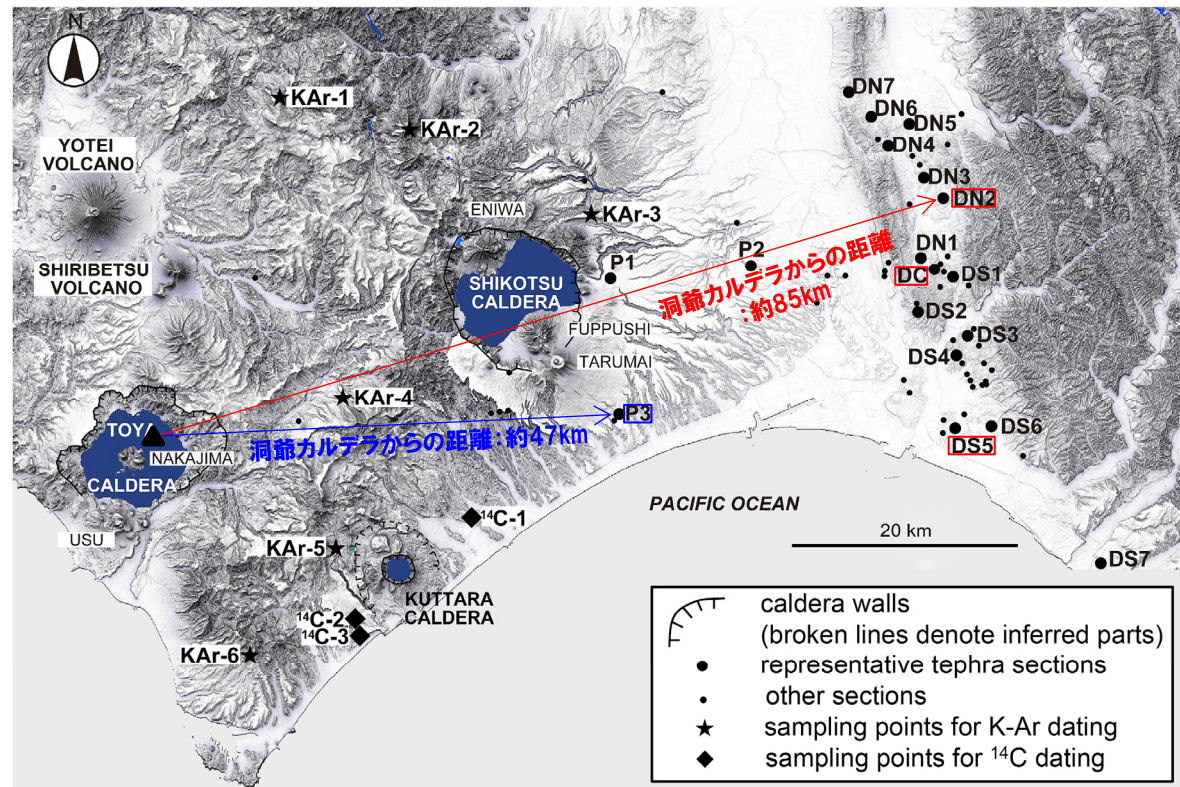 N
KAr-1
KAr-2
YOTEI
VOLCANO
SHIRIBETSU
VOLCANO
ENIWA
KAr-3
SHIKOTSU
CALDERA
P1
P2
FUPPUSHI
TARUMAI
DN7
DN6
DN5
DN4
DN3
DN2
DN1
DC
DS1
DS2
DS3
DS4
DS5
DS6
DS7
洞爺カルデラからの距離
:約85km
KAr-4
P3
洞爺カルデラからの距離:約47km
TOYA
NAKAJIMA
CALDERA
USU
14C-1
KAr-5
KUTTARA
CALDERA
14C-2
14C-3
KAr-6
PACIFIC OCEAN
20 km
caldera walls
(broken lines denote inferred parts)
representative tephra sections
other sections
sampling points for K-Ar dating
sampling points for 14C dating